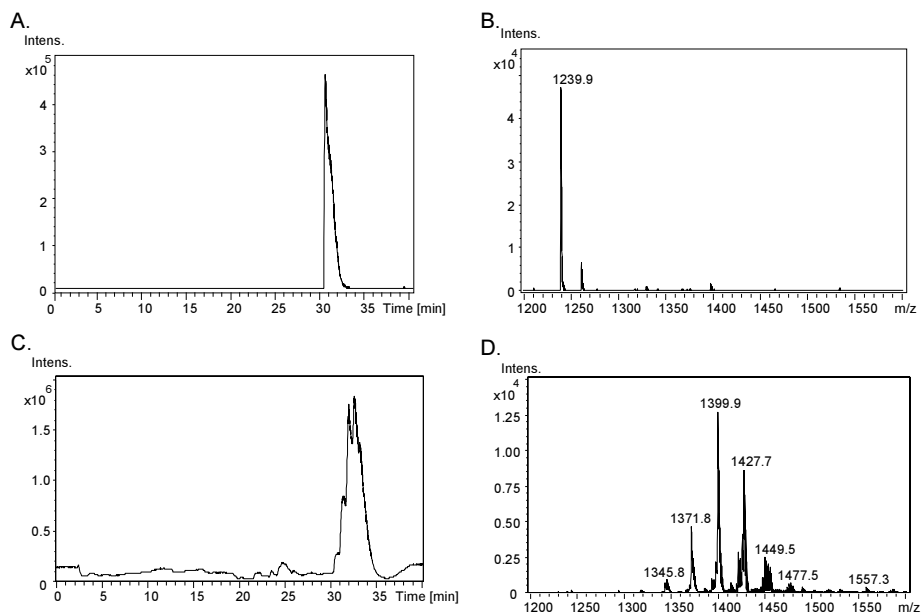 A.
Intens.
5
x10
4
3
2
1
0
0 5 10 15 20 25 30 Time [min]
B.
Intens.
4
x10
1239.9
4
3
2
1
0
1200 1250 1300 1350 1400 1450 1500 1550 m/z
C.
Intens.
6
x10
1.5
1.0
0.5
0
0 5 10 15 20 25 30 35 Time [min]
D.
Intens.
4
x10
1399.9
1.25
1.00
1427.7
0.75
0.50
1371.8
1449.5
0.25
1345.8
1477.5
1557.3
0
1200 1250 1300 1350 1400 1450 1500 1550 m/z